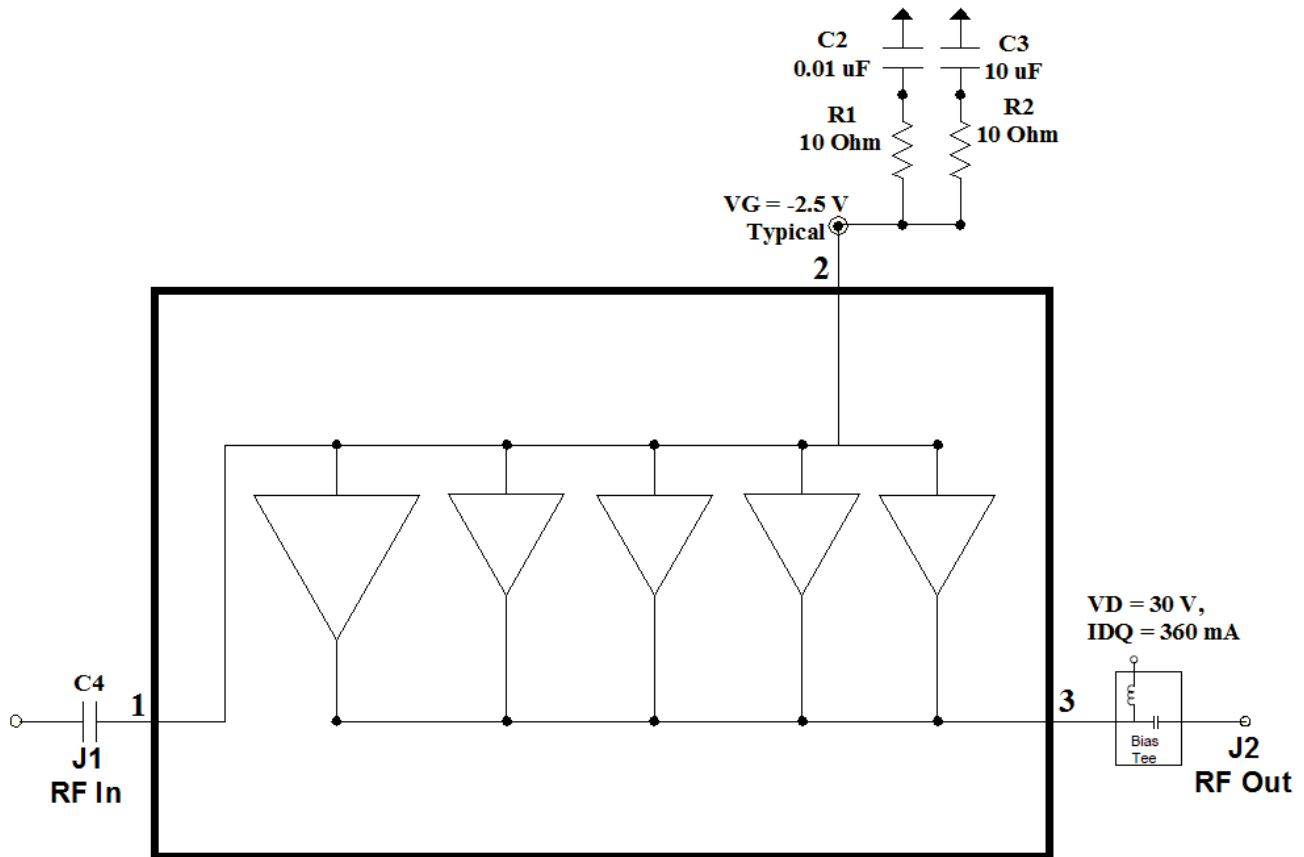 C2
0.01 uF
C3
10 uF
R1
10 Ohm
R2
10 Ohm
VG = -2.5 V
Typical
2
VD = 30 V,
IDQ = 360 mA
C4
1
3
J1
RF In
Bias
Tee
J2
RF Out